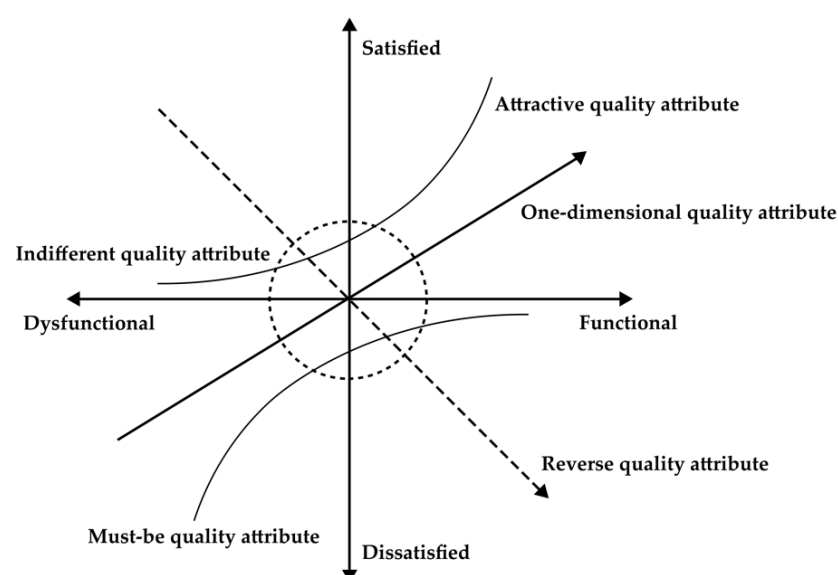 Satisfied
Attractive quality attribute
One-dimensional quality attribute
Indifferent quality attribute
Dysfunctional
Functional
Reverse quality attribute
Must-be quality attribute
Dissatisfied